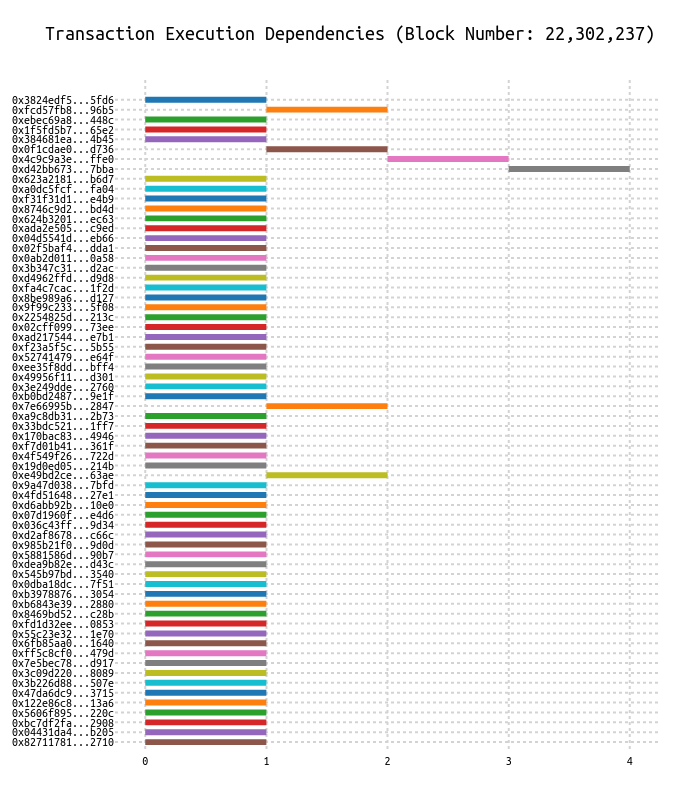 Transaction Execution Dependencies (Block Number: 22,302,237)
0x3824edf5...5fd6
0xfcd57fb8...96b5
0xebec69a8...448c
0x1f5fd5b7...65e2
0x384681ea...4b45
0x0f1cdae0...d736
0x4c9c9a3e...ffe0
0xd42bb673...7bba
0x623a2181...b6d7
0xa0dc5fcf...fa04
0xf31f31d1...e4b9
0x8746c9d2...bd4d
0x624b3201...ec63
0xada2e505...c9ed
0x04d5541d...eb66
0x02f5baf4...dda1
0x0ab2d011...0a58
0x3b347c31...d2ac
0xd4962ffd...d9d8
0xfa4c7cac...1f2d
0x8be989a6...d127
0x9f99c233...5f08
0x2254825d...213c
0x02cff099...73ee
0xad217544...e7b1
0xf23a5f5c...5b55
0x52741479...e64f
0xee35f8dd...bff4
0x49956f11...d301
0x3e249dde...2760
0xb0bd2487...9e1f
0x7e66995b...2847
0xa9c8db31...2b73
0x33bdc521...1ff7
0x170bac83...4946
0xf7d01b41...361f
0x4f549f26...722d
0x19d0ed05...214b
0xe49bd2ce...63ae
0x9a47d038...7bfd
0x4fd51648...27e1
0xd6abb92b...10e0
0x07d1960f...e4d6
0x036c43ff...9d34
0xd2af8678...c66c
0x985b21f0...9d0d
0x5881586d...90b7
0xdea9b82e...d43c
0x545b97bd...3540
0x0dba18dc...7f51
0xb3978876...3054
0xb6843e39...2880
0x8469bd52...c28b
0xfd1d32ee...0853
0x55c23e32...1e70
0x6fb85aa0...1640
0xff5c8cf0...479d
0x7e5bec78...d917
0x3c09d220...8089
0x3b226d88...507e
0x47da6dc9...3715
0x122e86c8...13a6
0x5606f895...220c
0xbc7df2fa...2908
0x04431da4...b205
0x82711781...2710
0 1 2 3 4